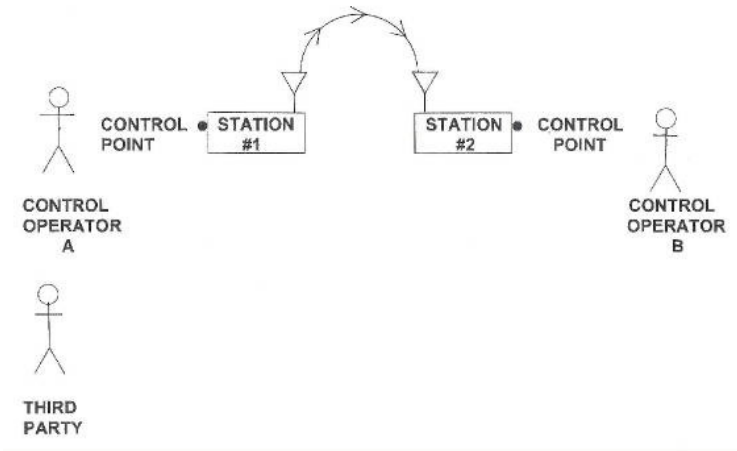 CONTROL
POINT
STATION
#1
STATION
#2
CONTROL
POINT
CONTROL
OPERATOR
A
CONTROL
OPERATOR
B
THIRD
PARTY